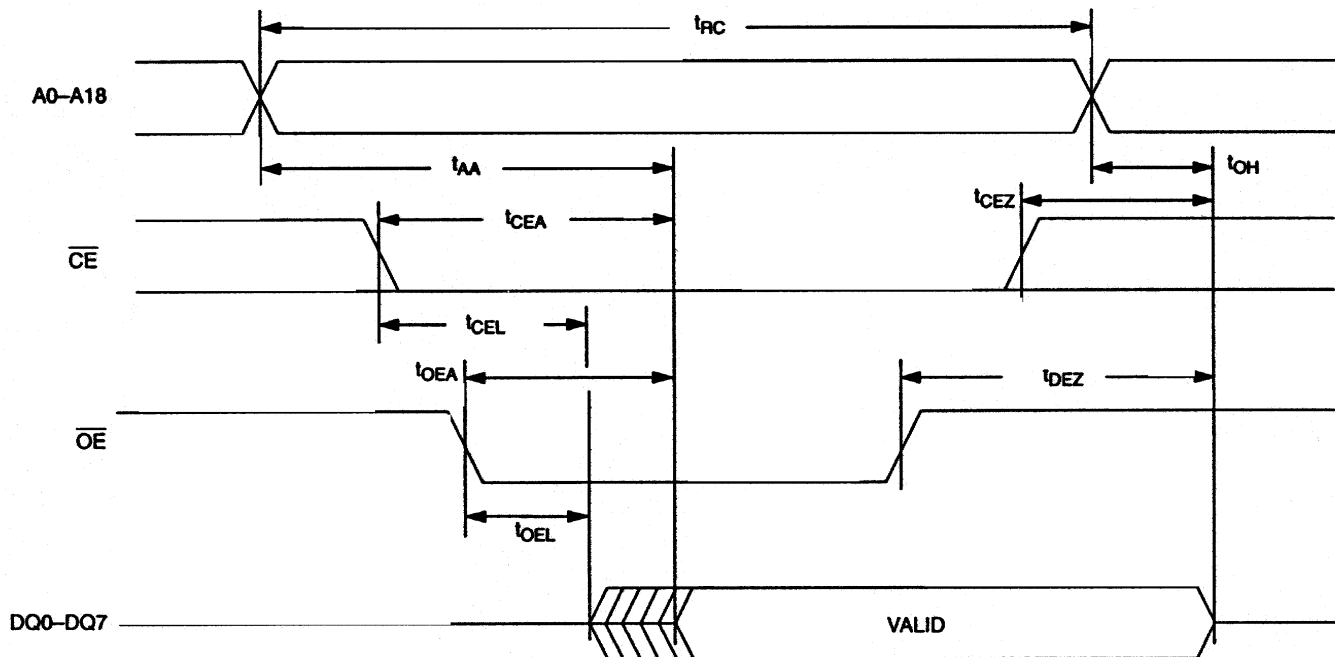 tRC
A0–A18
tAA
tOH
tCEZ
tCEA
CE
tCEL
tOEA
tDEZ
OE
tOEL
DQ0–DQ7
VALID